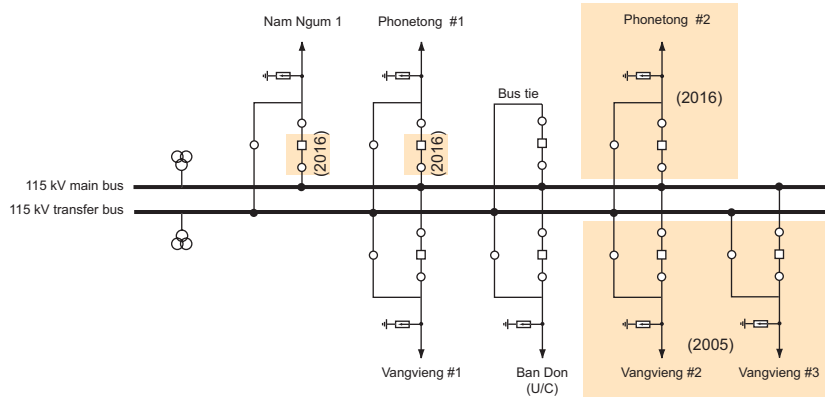 Nam Ngum 1
Phonetong #1
Phonetong #2
Bus tie
(2016)
(2016)
(2016)
115 kV main bus
115 kV transfer bus
(2005)
Vangvieng #1
Ban Don
(U/C)
Vangvieng #2
Vangvieng #3